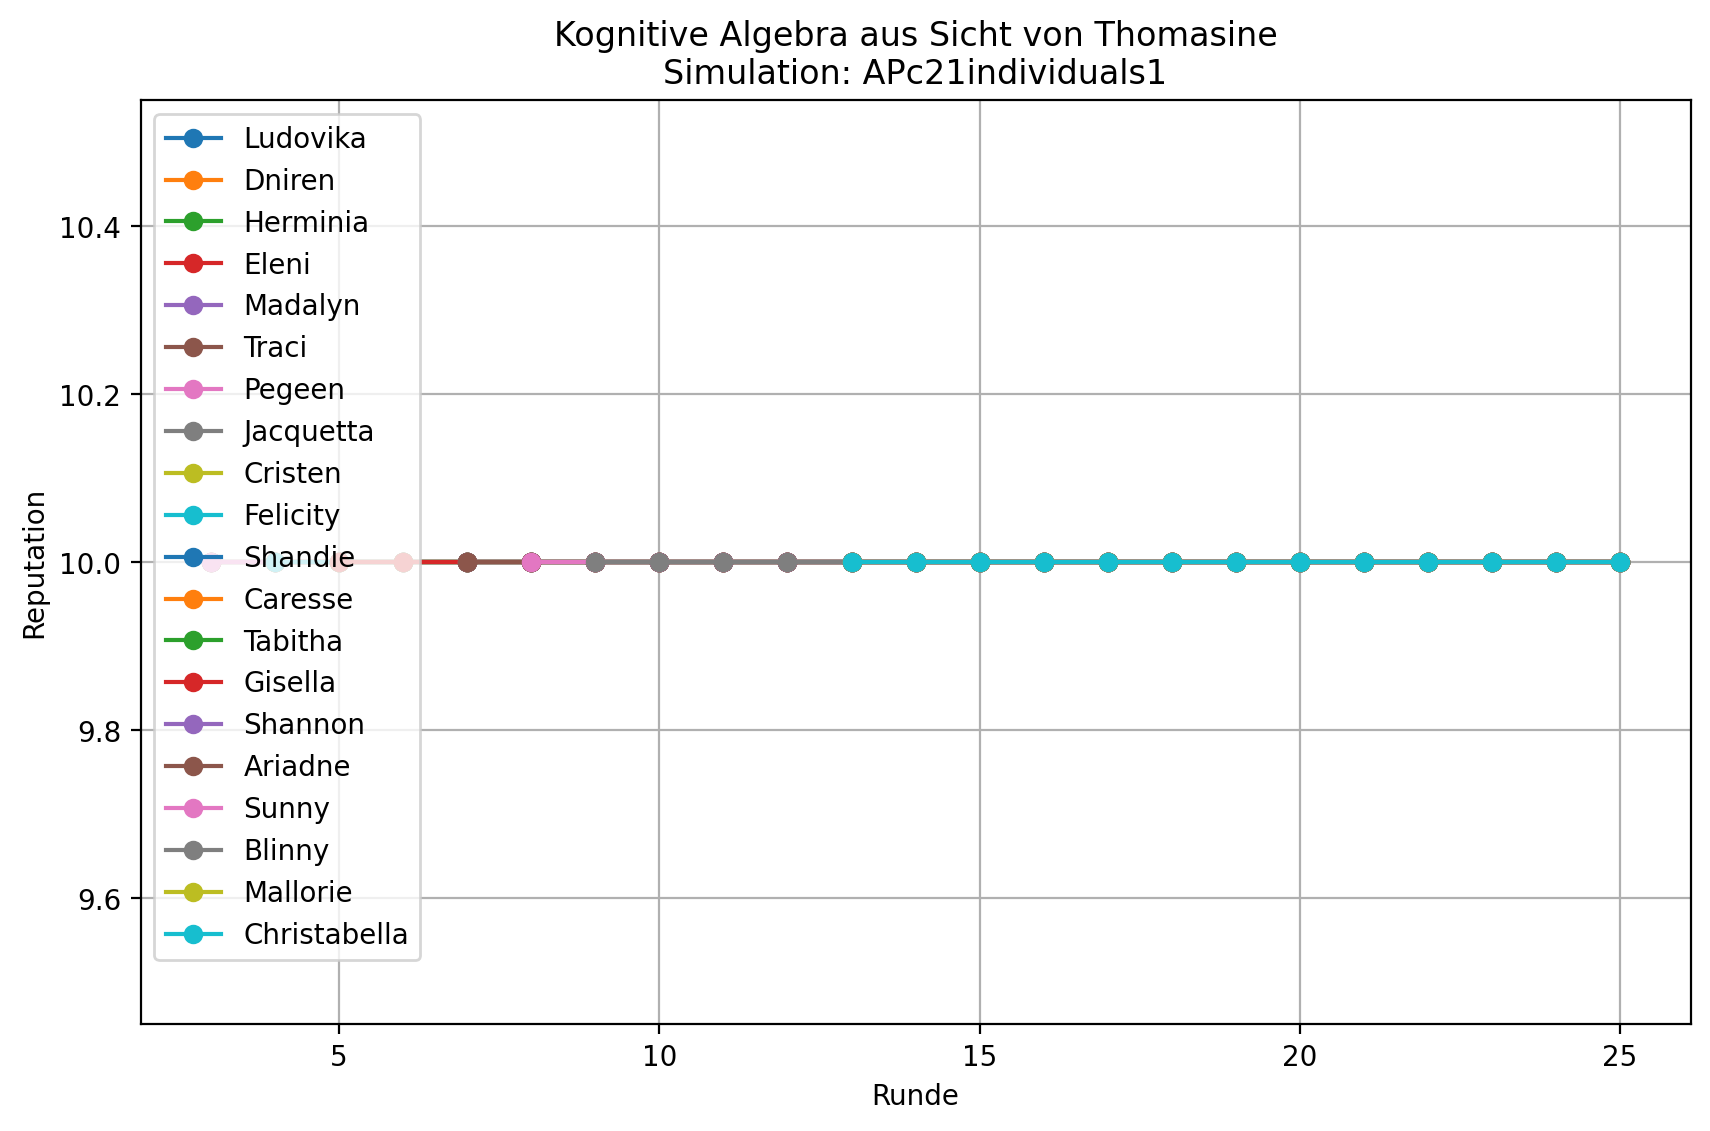 Kognitive Algebra aus Sicht von Thomasine
Simulation: APc21individuals1
Ludovika
Dniren
Herminia
Eleni
Madalyn
Traci
Pegeen
Jacquetta
Cristen
Felicity
Shandie
Caresse
Tabitha
Gisella
Shannon
Ariadne
Sunny
Blinny
Mallorie
Christabella
Reputation
10.4
10.2
10.0
9.8
9.6
5 10 15 20 25
Runde